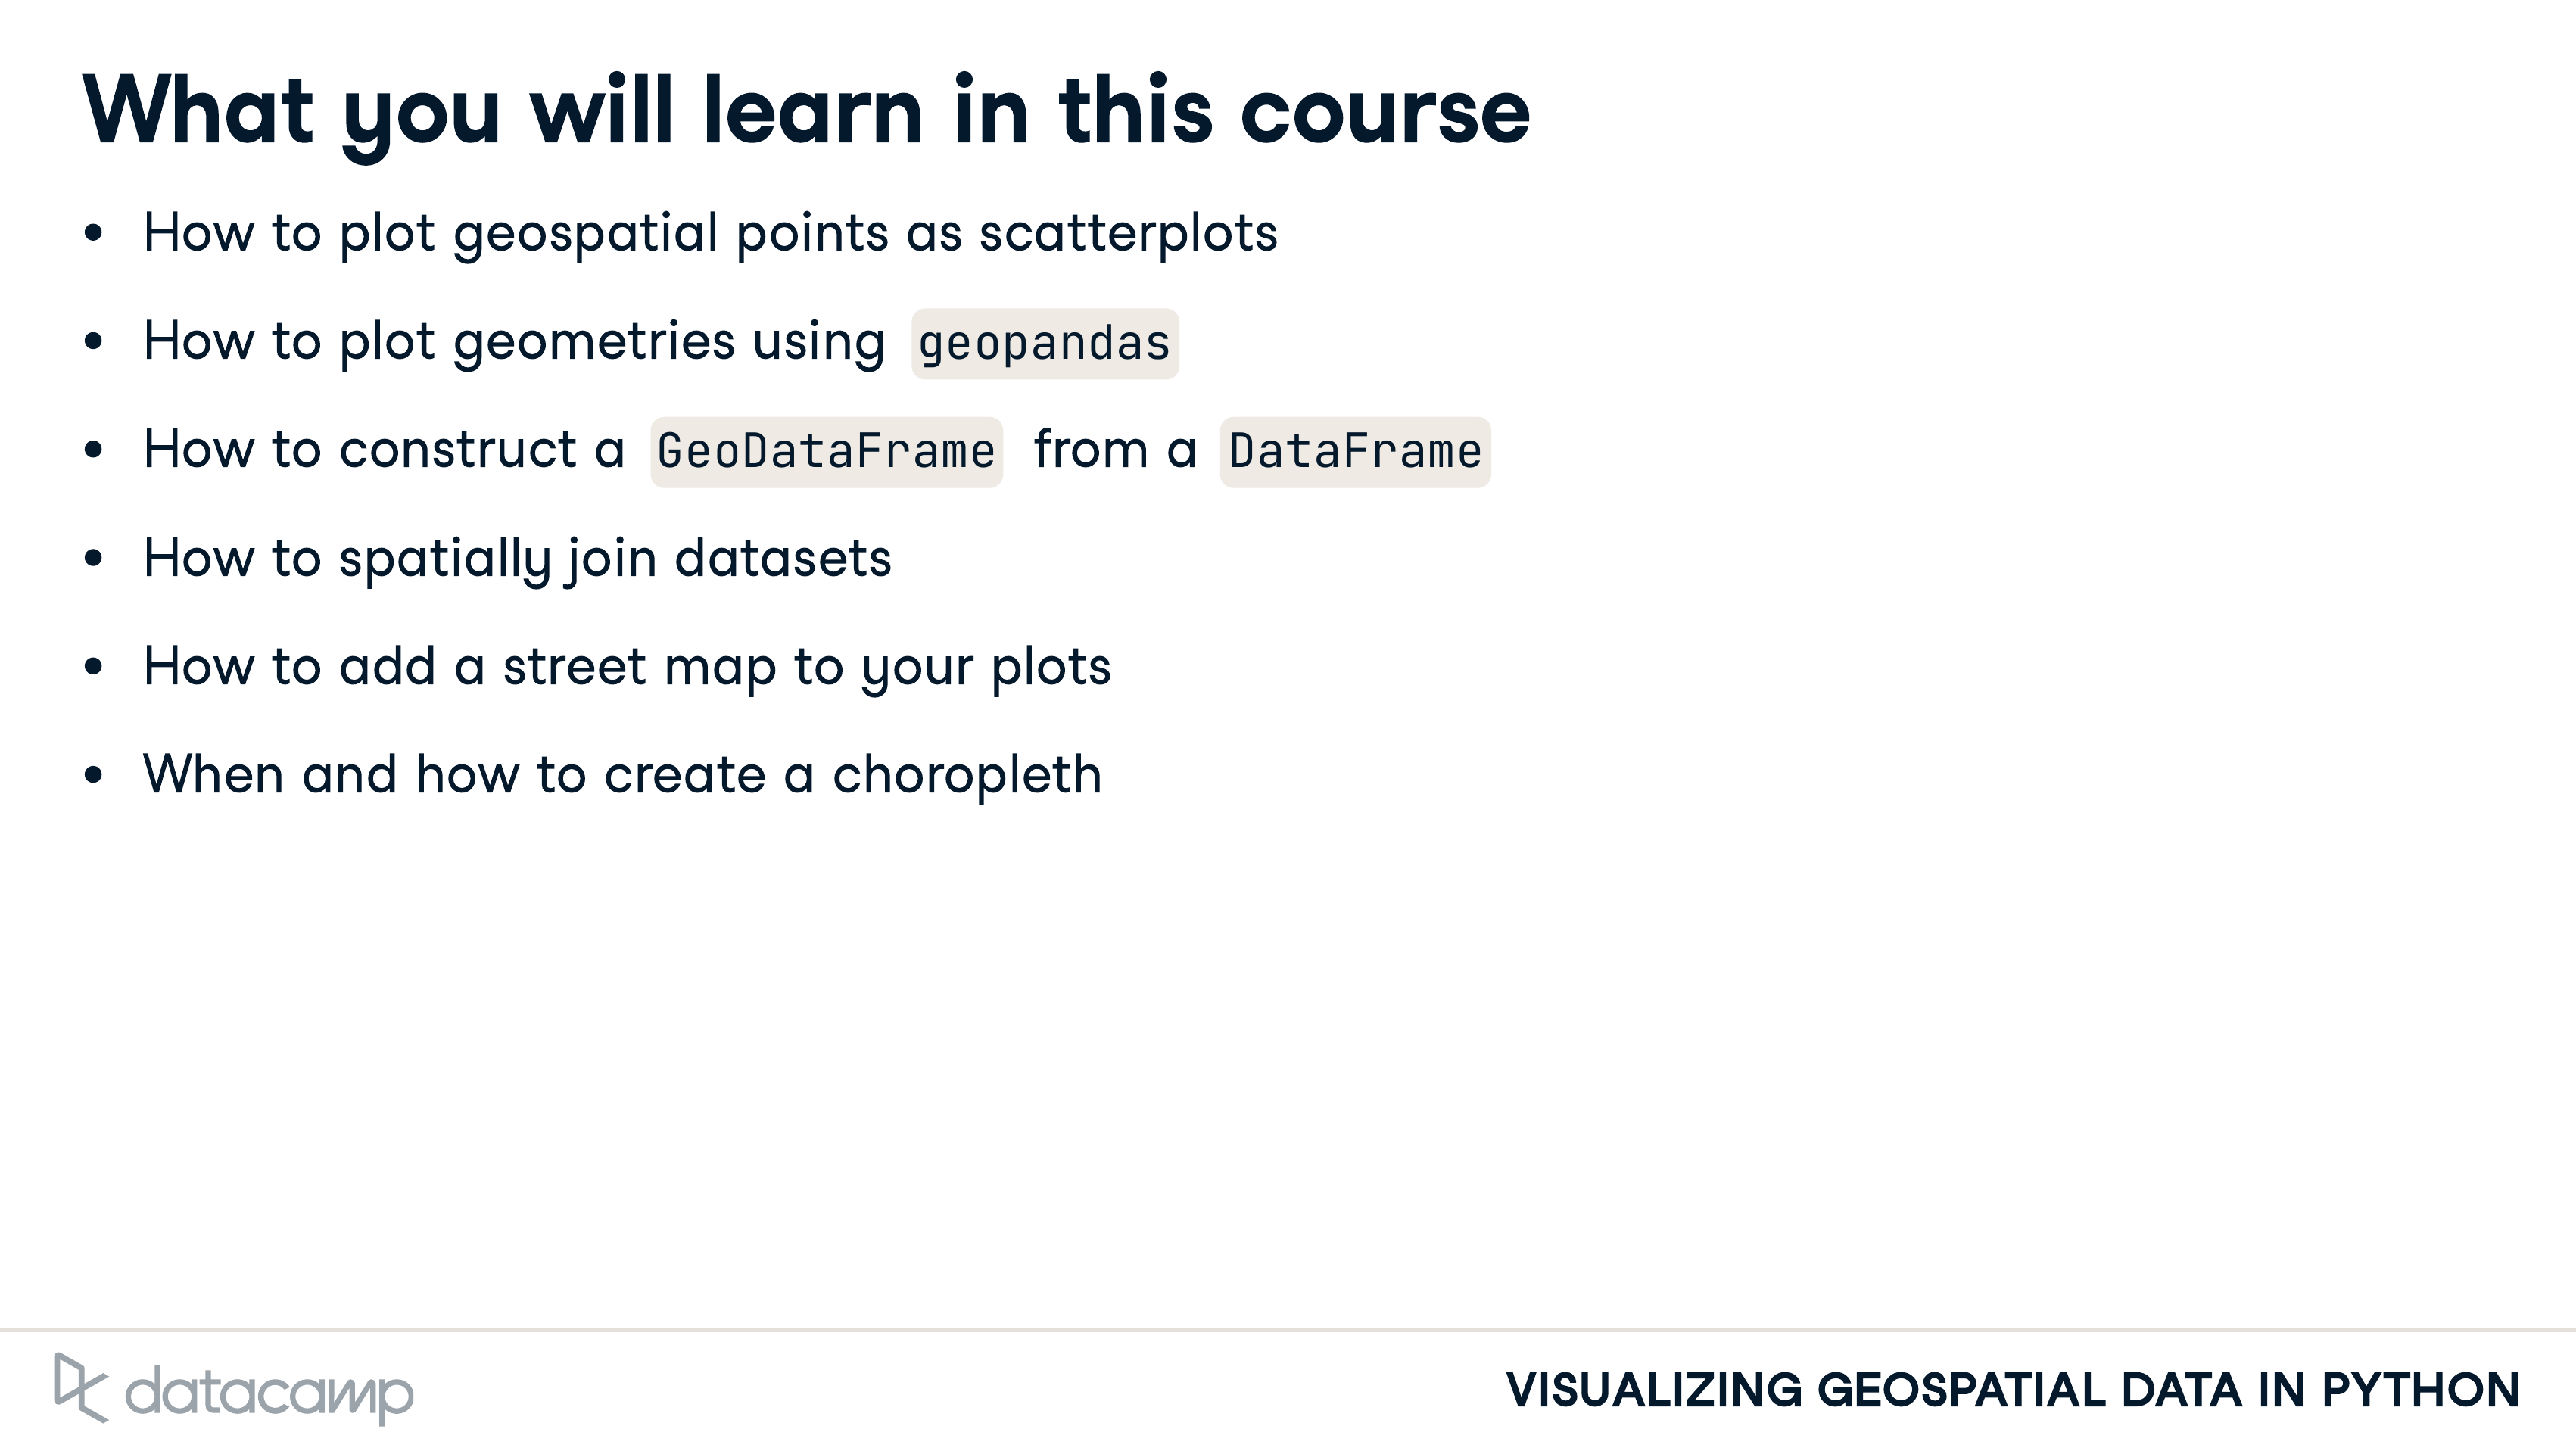 What you will learn in this course
• How to plot geospatial points as scatterplots
• How to plot geometries using geopandas
• How to construct a GeoDataFrame from a DataFrame
• How to spatially join datasets
• How to add a street map to your plots
• When and how to create a choropleth
datacamp
VISUALIZING GEOSPATIAL DATA IN PYTHON